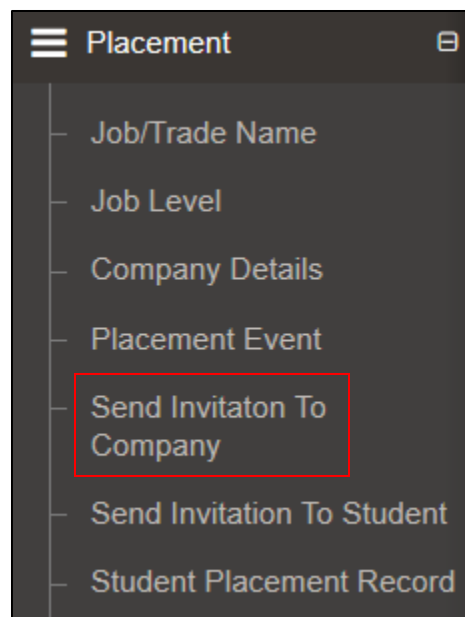 Placement
Job/Trade Name
Job Level
Company Details
Placement Event
Send Invitaton To
Company
Send Invitation To Student
Student Placement Record